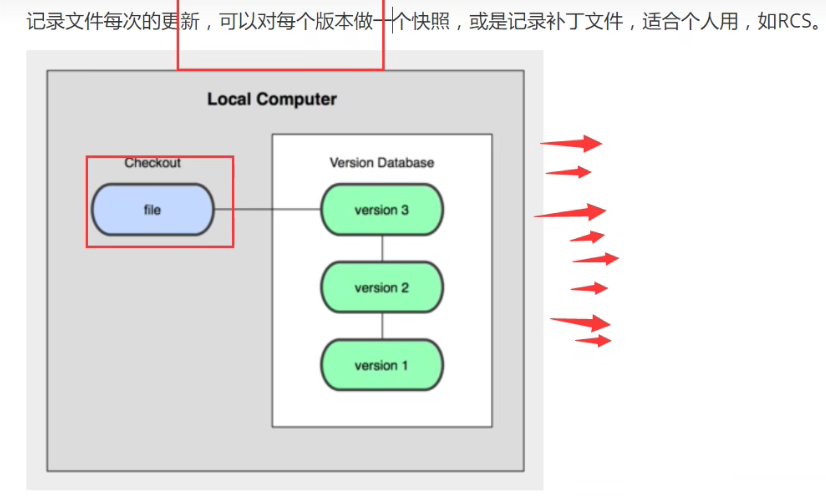 记录文件每次的更新，可以对每个版本做一个快照，或是记录补丁文件，适合个人用，如RCS。
Local Computer
Checkout
Version Database
file
version 3
version 2
version 1